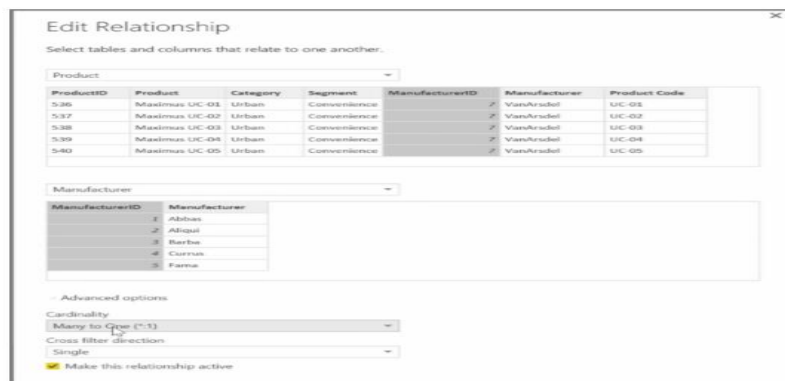 Edit Relationship
Select tables and columns that relate to one another.
Product
ProductID Product Category Segment ManufacturerID Manufacturer Product Code
536 Maximus UC-01 Urban Convenience 7 VanArsdel UC-01
537 Maximus UC-02 Urban Convenience 7 VanArsdel UC-02
538 Maximus UC-03 Urban Convenience 7 VanArsdel UC-03
539 Maximus UC-04 Urban Convenience 7 VanArsdel UC-04
540 Maximus UC-05 Urban Convenience 7 VanArsdel UC-05
Manufacturer
ManufacturerID Manufacturer
1 Abbas
2 Aliqui
3 Barba
4 Currus
5 Fama
Advanced options
Cardinality
Many to One (*:1)
Cross filter direction
Single
Make this relationship active